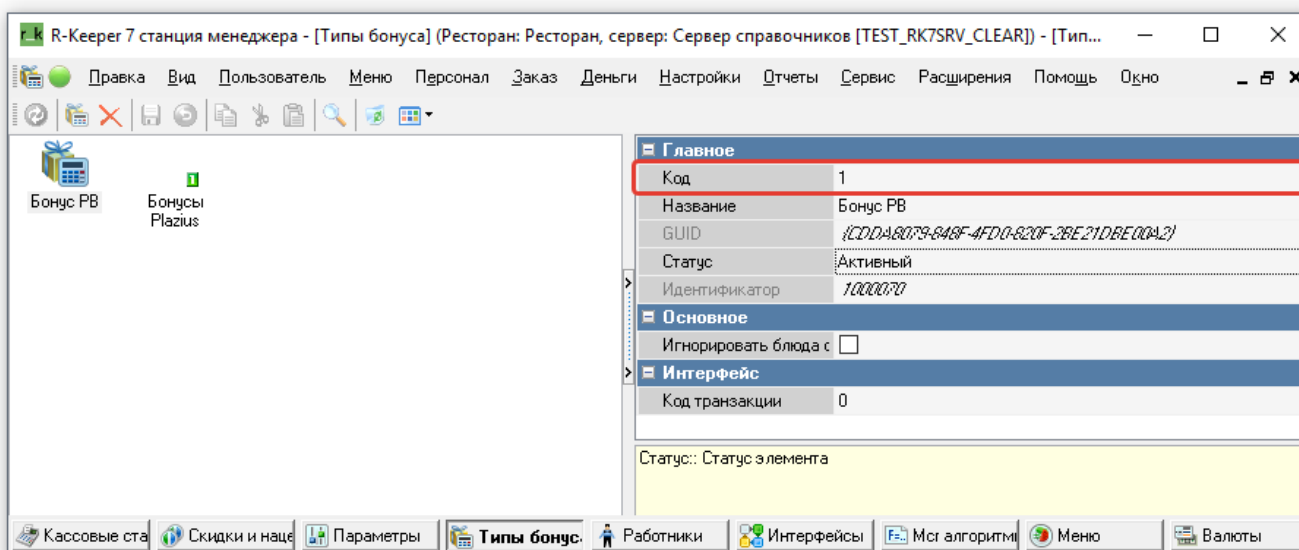 r_k R-Keeper 7 станция менеджера - [Типы бонуса] (Ресторан: Ресторан, сервер: Сервер справочников [TEST_RK7SRV_CLEAR]) - [Тип...
Правка Вид Пользователь Меню Персонал Заказ Деньги Настройки Отчеты Сервис Расширения Помощь Окно
Бонус РВ
1
Бонусы
Plazius
Главное
Код 1
Название Бонус РВ
GUID {CDDA8079-848F-4FD0-820F-2BE21DBE00A2}
Статус Активный
Идентификатор 1000070
Основное
Игнорировать блюда с
Интерфейс
Код транзакции 0
Статус:: Статус элемента
Кассовые ста Скидки и наце Параметры Типы бонус. Работники Интерфейсы Мсг алгоритмы Меню Валюты